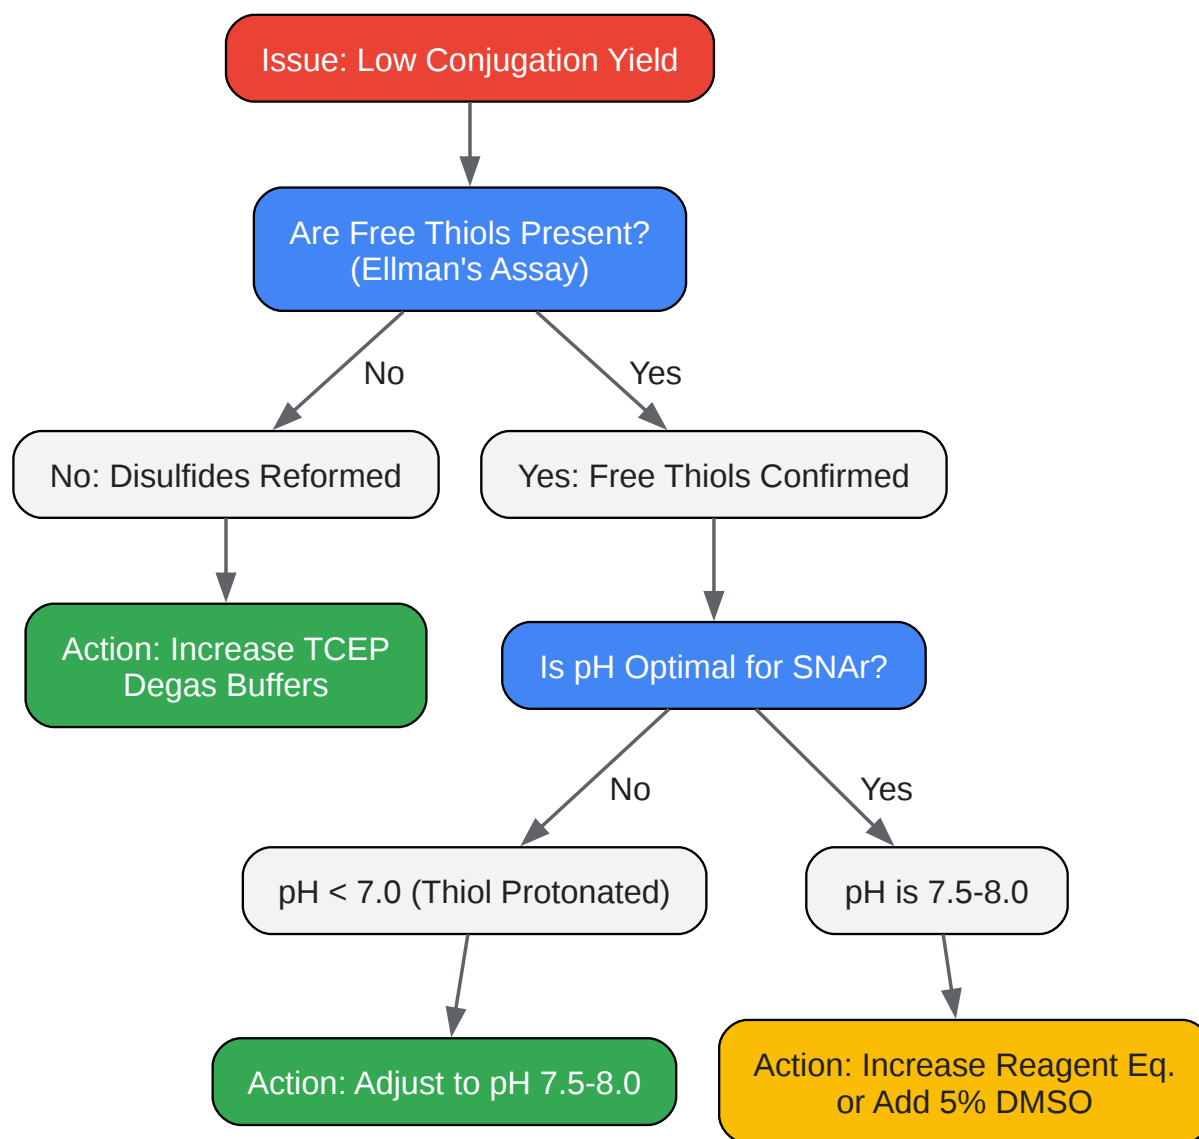 Issue: Low Conjugation Yield
Are Free Thiols Present?
(Ellman's Assay)
No
Yes
No: Disulfides Reformed
Yes: Free Thiols Confirmed
Action: Increase TCEP
Degas Buffers
Is pH Optimal for SNAr?
No
Yes
pH < 7.0 (Thiol Protonated)
pH is 7.5-8.0
Action: Adjust to pH 7.5-8.0
Action: Increase Reagent Eq.
or Add 5% DMSO